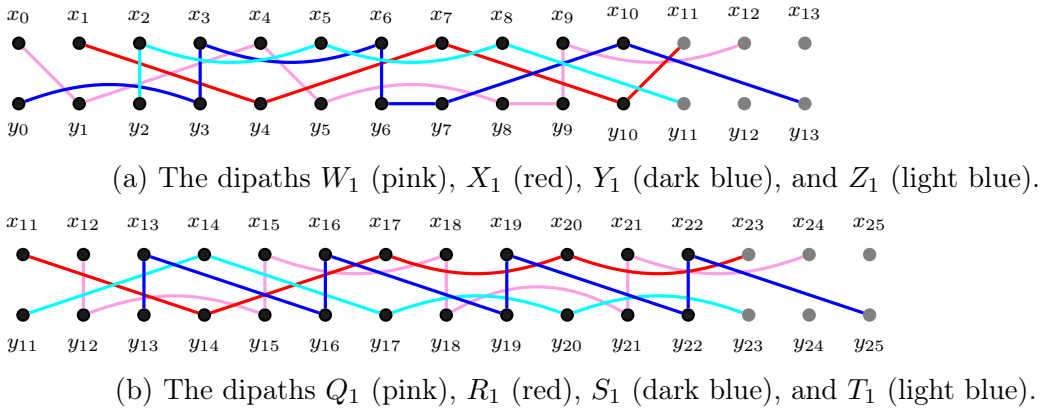 x₀ x₁ x₂ x₃ x₄ x₅ x₆ x₇ x₈ x₉ x₁₀ x₁₁ x₁₂ x₁₃
y₀ y₁ y₂ y₃ y₄ y₅ y₆ y₇ y₈ y₉ y₁₀ y₁₁ y₁₂ y₁₃
(a) The dipaths W₁ (pink), X₁ (red), Y₁ (dark blue), and Z₁ (light blue).
x₁₁ x₁₂ x₁₃ x₁₄ x₁₅ x₁₆ x₁₇ x₁₈ x₁₉ x₂₀ x₂₁ x₂₂ x₂₃ x₂₄ x₂₅
y₁₁ y₁₂ y₁₃ y₁₄ y₁₅ y₁₆ y₁₇ y₁₈ y₁₉ y₂₀ y₂₁ y₂₂ y₂₃ y₂₄ y₂₅
(b) The dipaths Q₁ (pink), R₁ (red), S₁ (dark blue), and T₁ (light blue).